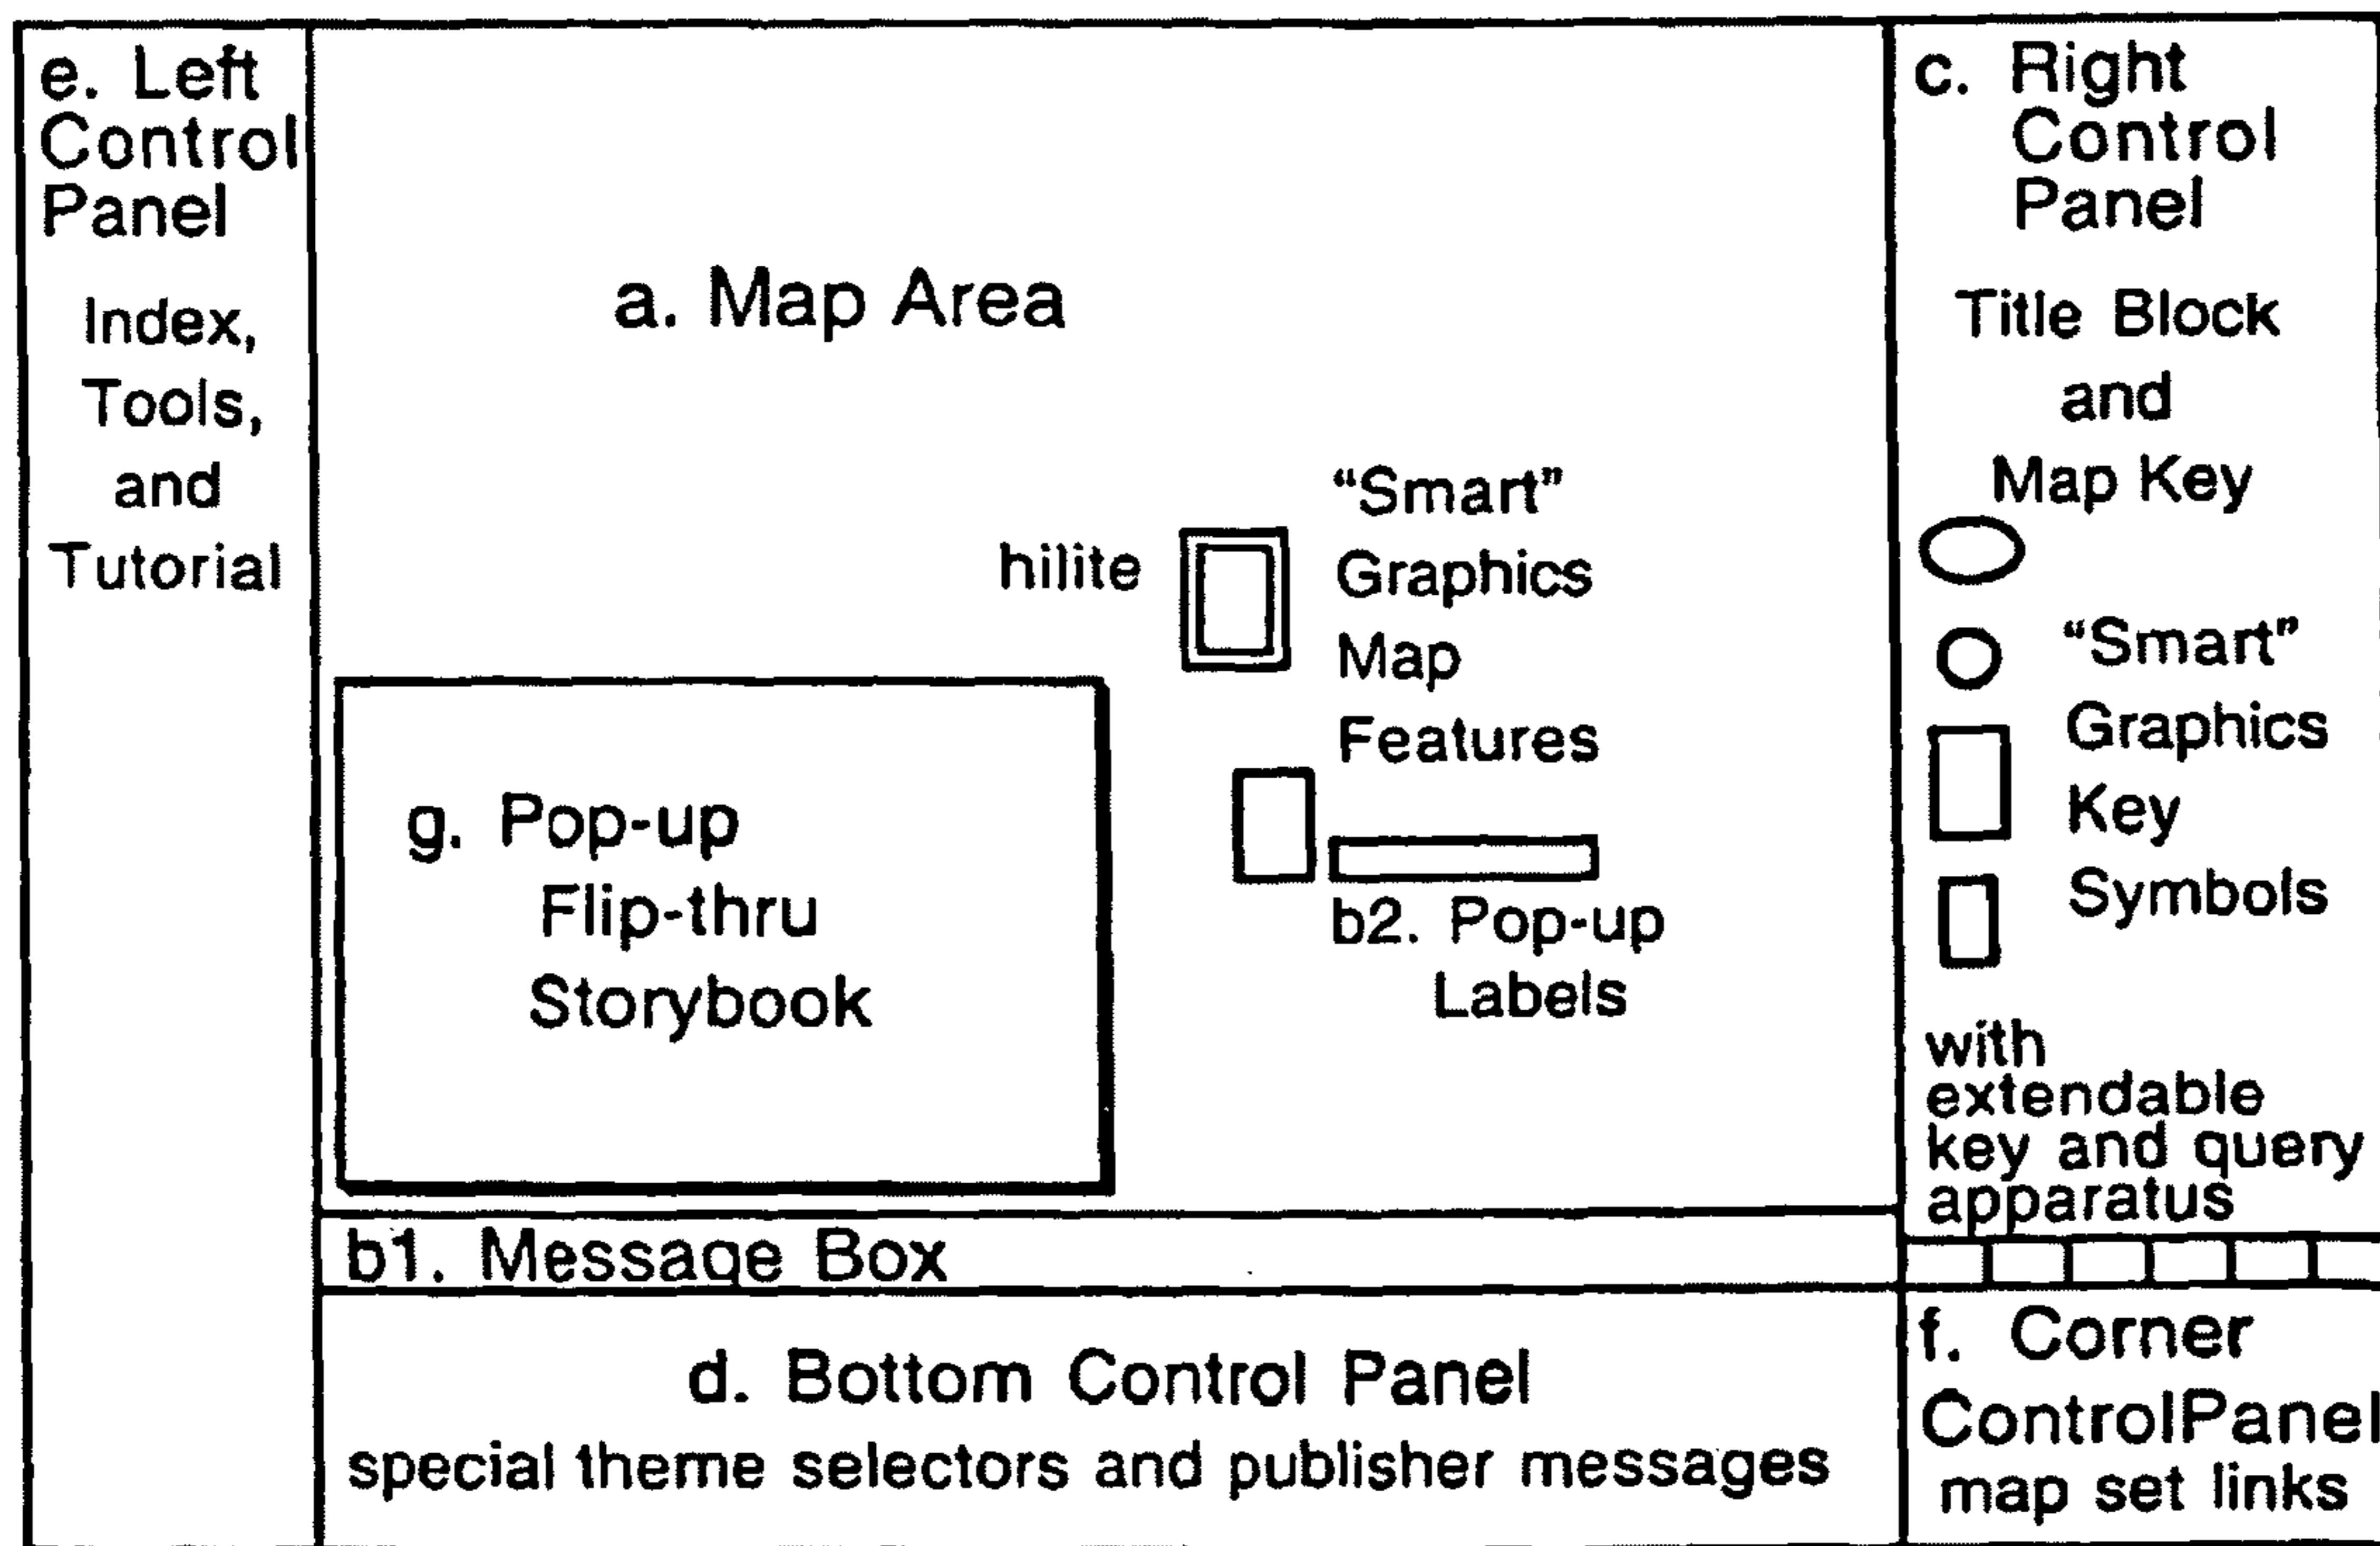 e. Left
Control
Panel
Index,
Tools,
and
Tutorial
a. Map Area
hilite
“Smart”
Graphics
Map
Features
b2. Pop-up
Labels
g. Pop-up
Flip-thru
Storybook
b1. Message Box
d. Bottom Control Panel
special theme selectors and publisher messages
c. Right
Control
Panel
Title Block
and
Map Key
“Smart”
Graphics
Key
Symbols
with
extendable
key and query
apparatus
f. Corner
ControlPanel
map set links